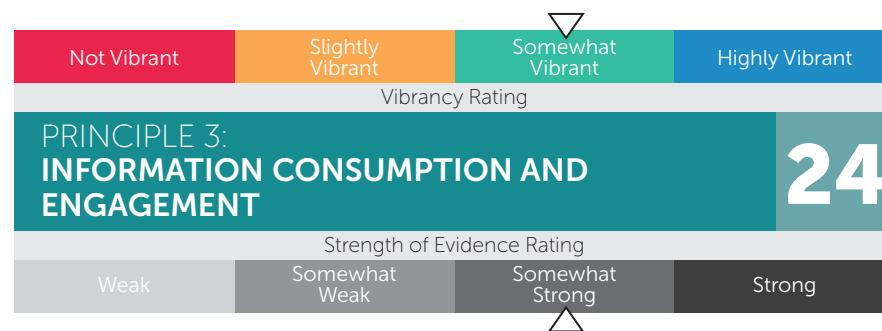 Not Vibrant
Slightly
Vibrant
Somewhat
Vibrant
Highly Vibrant
Vibrancy Rating
PRINCIPLE 3:
INFORMATION CONSUMPTION AND
ENGAGEMENT
24
Strength of Evidence Rating
Weak
Somewhat
Weak
Somewhat
Strong
Strong